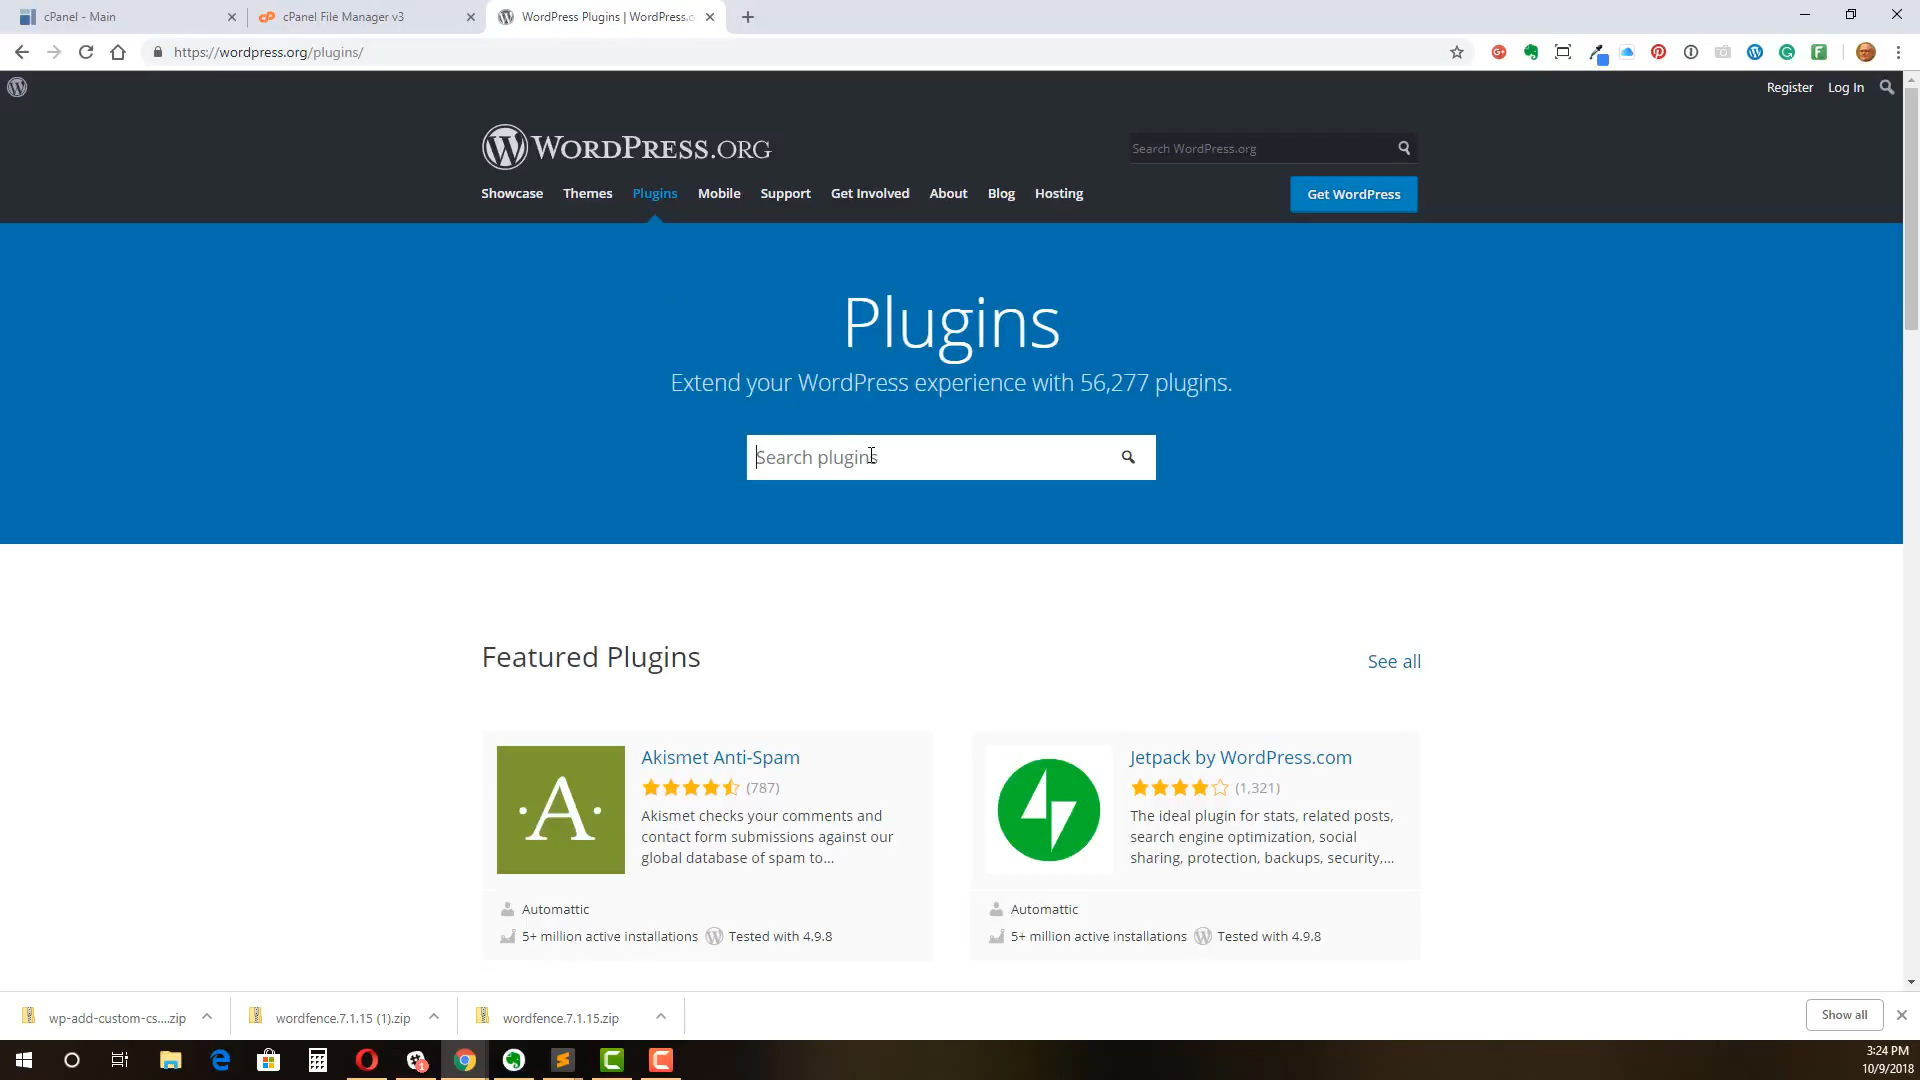 cPanel - Main
cPanel File Manager v3
WordPress Plugins | WordPress.o
https://wordpress.org/plugins/
Register
Log In
WORDPRESS.ORG
Search WordPress.org
Showcase
Themes
Plugins
Mobile
Support
Get Involved
About
Blog
Hosting
Get WordPress
Plugins
Extend your WordPress experience with 56,277 plugins.
Search plugins
Featured Plugins
See all
Akismet Anti-Spam
(787)
Akismet checks your comments and
contact form submissions against our
global database of spam to...
Automattic
5+ million active installations
Tested with 4.9.8
Jetpack by WordPress.com
(1,321)
The ideal plugin for stats, related posts,
search engine optimization, social
sharing, protection, backups, security,...
Automattic
5+ million active installations
Tested with 4.9.8
wp-add-custom-cs....zip
wordfence.7.1.15 (1).zip
wordfence.7.1.15.zip
Show all
3:24 PM
10/9/2018